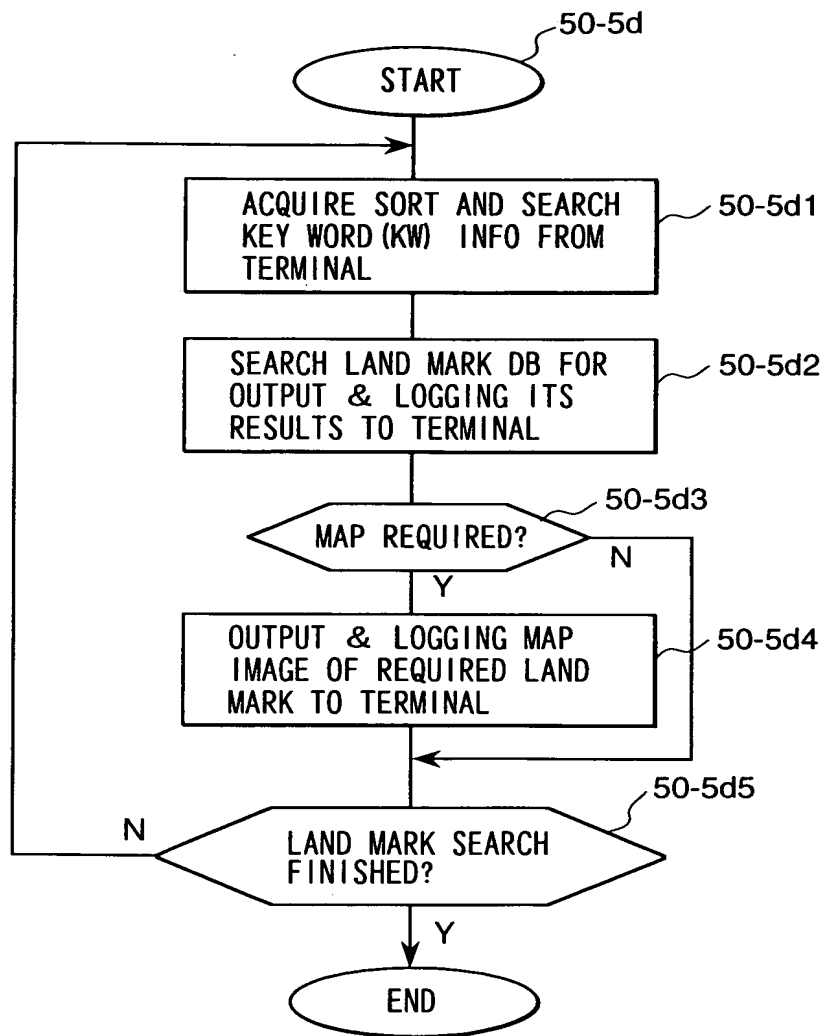 50-5d
START
ACQUIRE SORT AND SEARCH
KEY WORD(KW) INFO FROM
TERMINAL
50-5d1
SEARCH LAND MARK DB FOR
OUTPUT & LOGGING ITS
RESULTS TO TERMINAL
50-5d2
MAP REQUIRED?
50-5d3
N
Y
OUTPUT & LOGGING MAP
IMAGE OF REQUIRED LAND
MARK TO TERMINAL
50-5d4
N
LAND MARK SEARCH
FINISHED?
50-5d5
Y
END